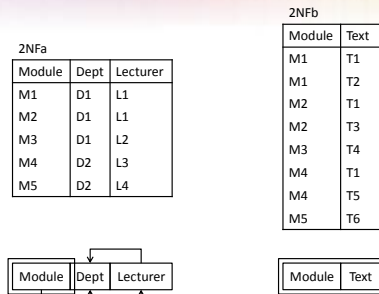 2NFa
Module Dept Lecturer
M1 D1 L1
M2 D1 L1
M3 D1 L2
M4 D2 L3
M5 D2 L4
Module Dept Lecturer
2NFb
Module Text
M1 T1
M1 T2
M2 T1
M2 T3
M3 T4
M4 T1
M4 T5
M5 T6
Module Text